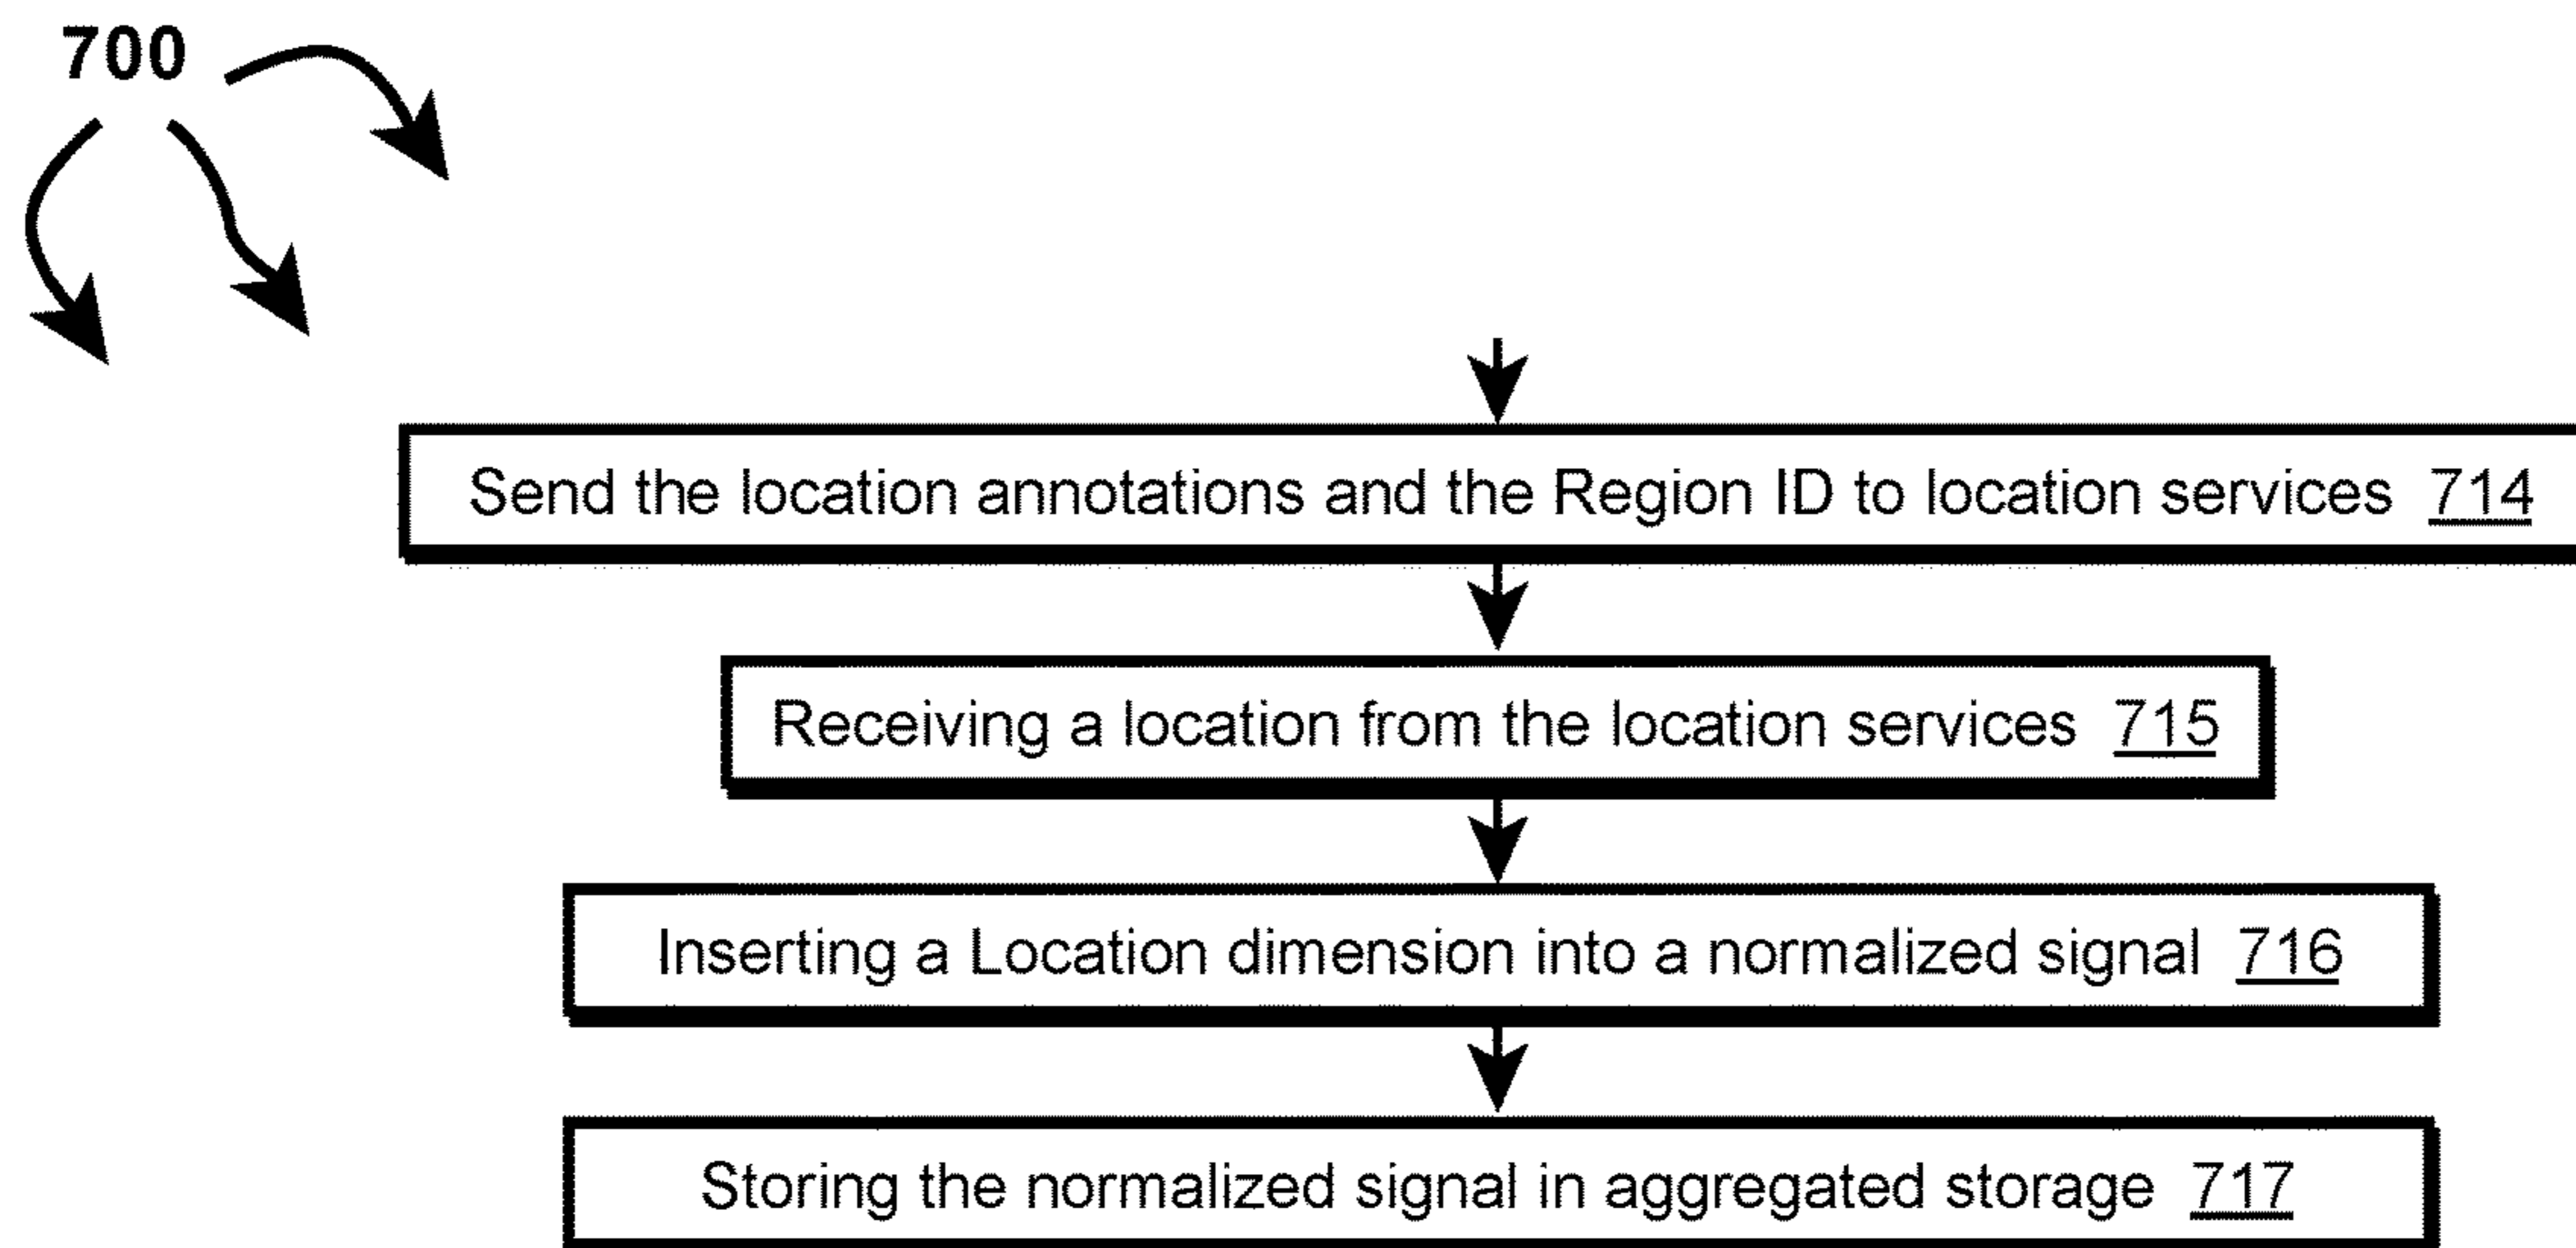 700
Send the location annotations and the Region ID to location services 714
Receiving a location from the location services 715
Inserting a Location dimension into a normalized signal 716
Storing the normalized signal in aggregated storage 717